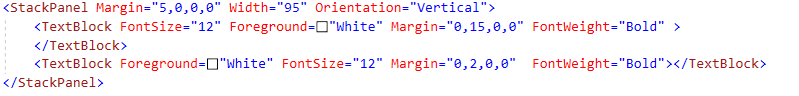 <StackPanel Margin="5,0,0,0" Width="95" Orientation="Vertical">
    <TextBlock FontSize="12" Foreground="White" Margin="0,15,0,0" FontWeight="Bold" >
    </TextBlock>
    <TextBlock Foreground="White" FontSize="12" Margin="0,2,0,0"  FontWeight="Bold"></TextBlock>
</StackPanel>